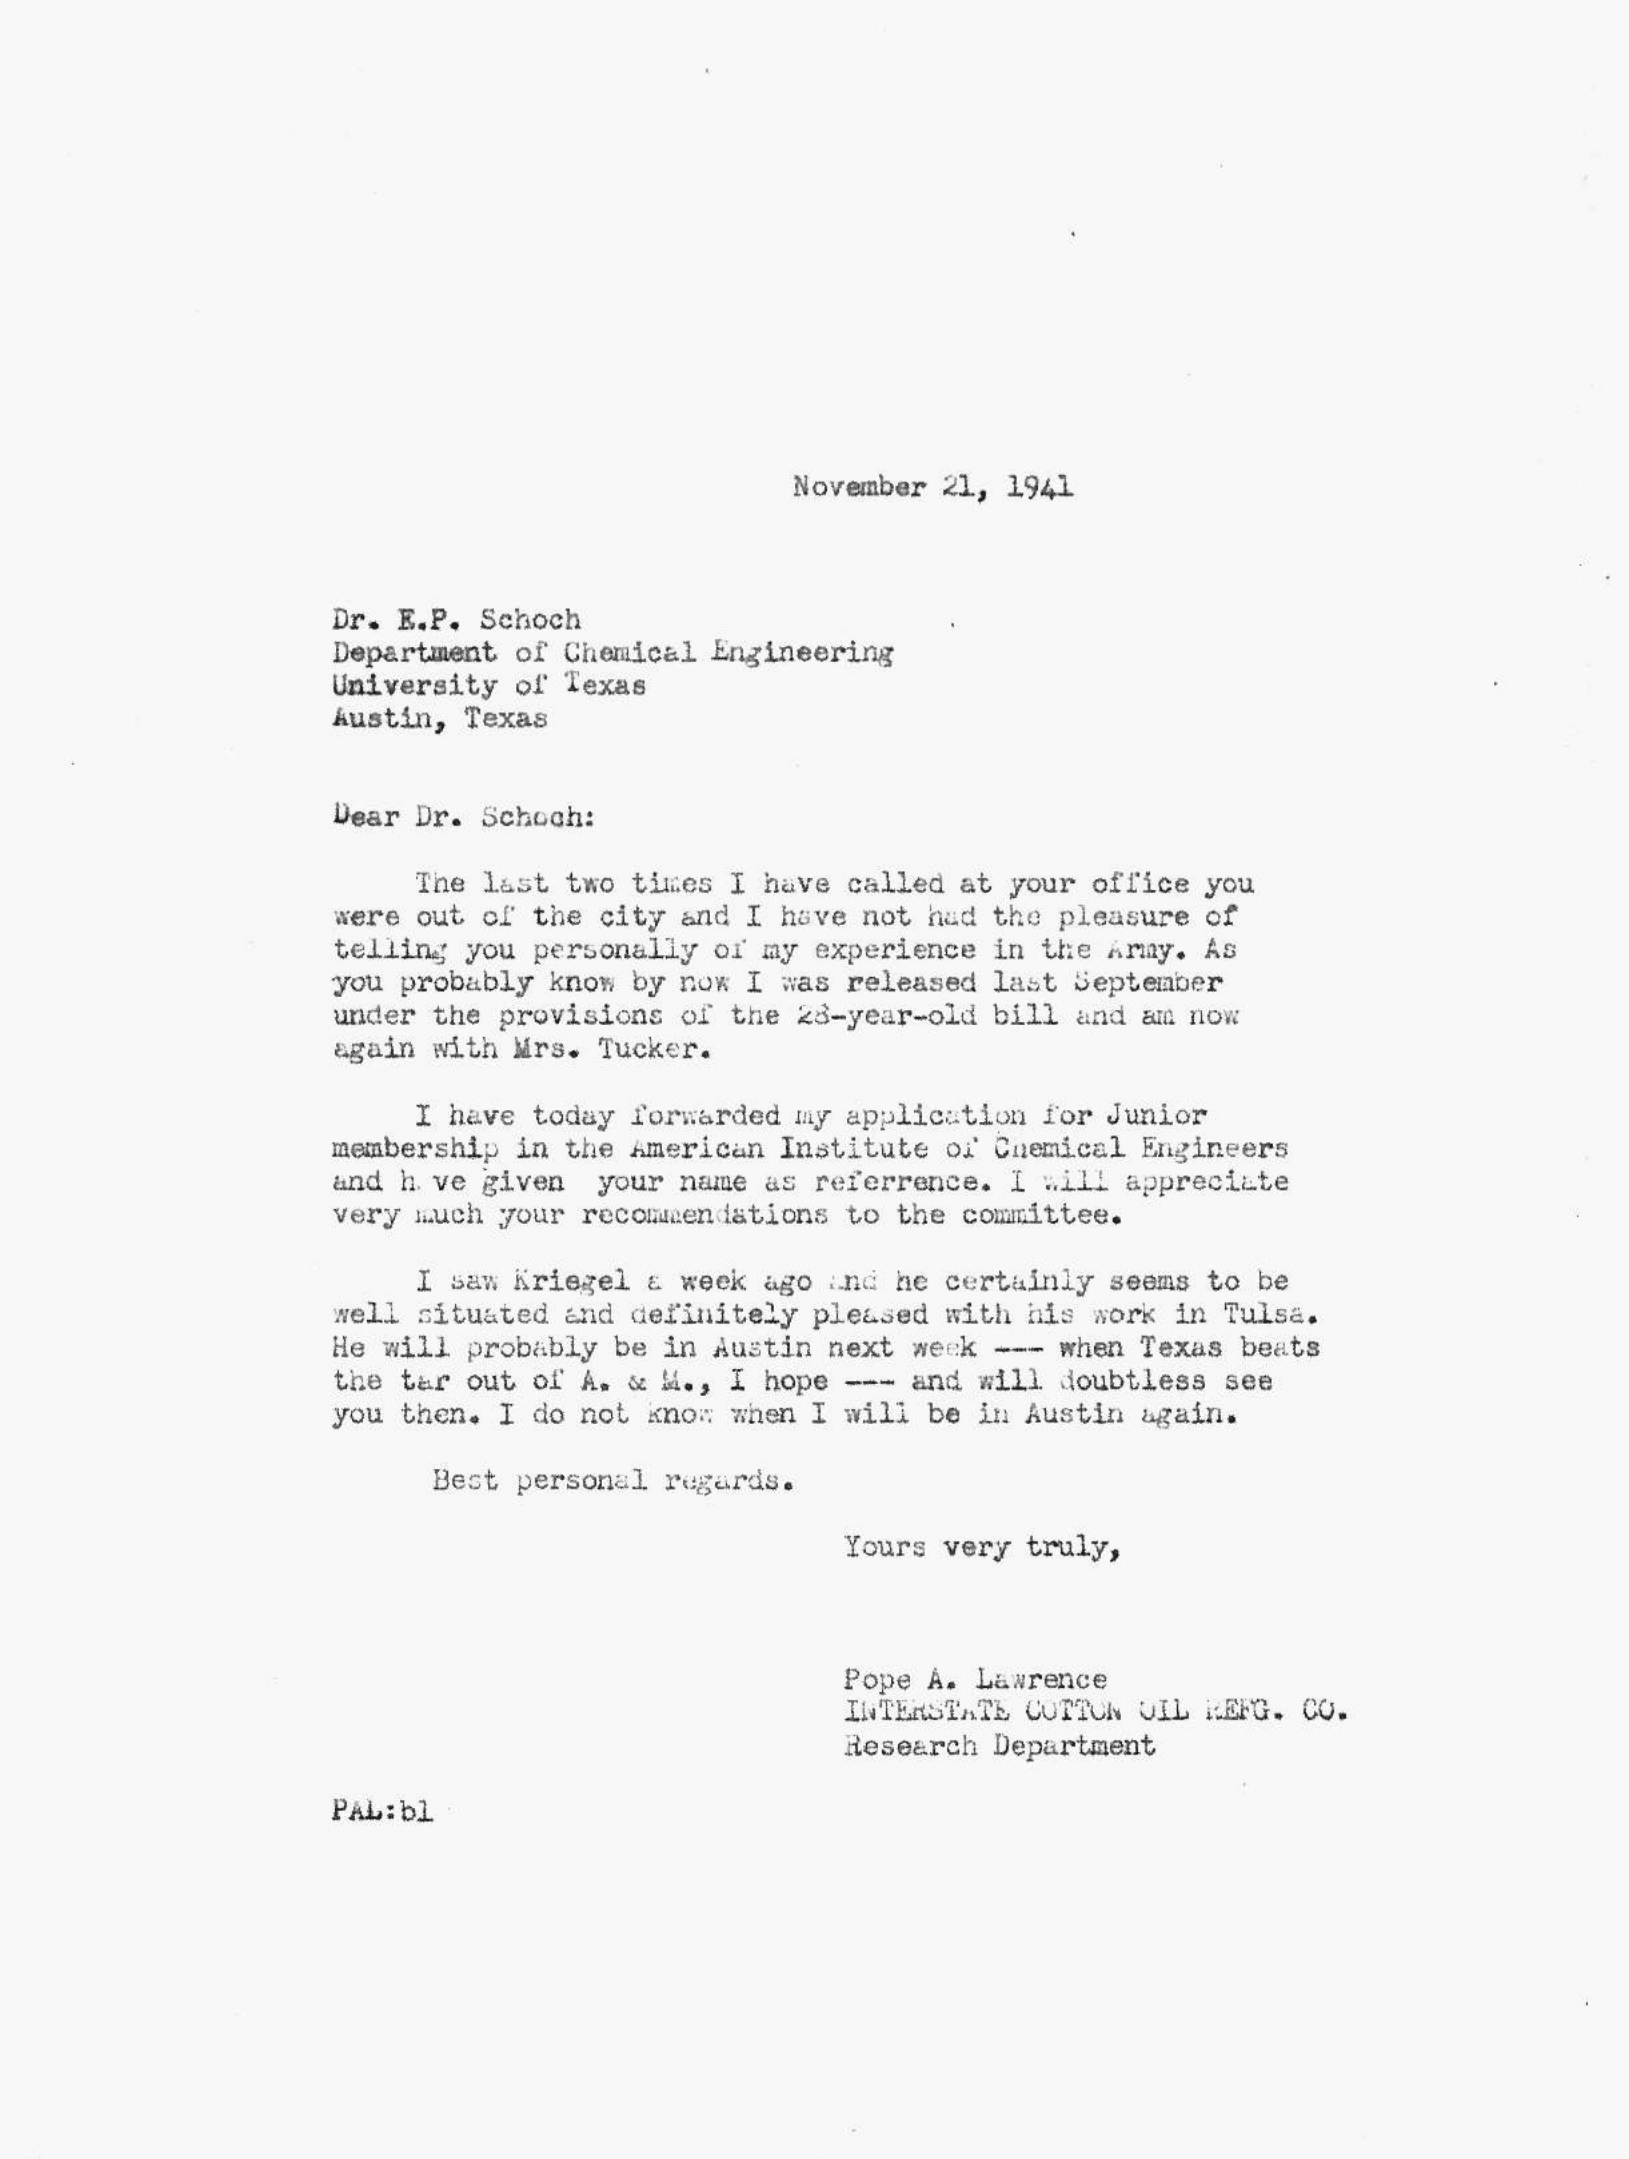 November 21, 1941
Dr. E.P. Schoch
Department of Chemical Engineering
University of Texas
Austin, Texas
Dear Dr. Schoch:
The last two times I have called at your office you
were out of the city and I have not had the pleasure of
telling you personally of my experience in the Army. As
you probably know by now I was released last September
under the provisions of the 28-year-old bill and am now
again with Mrs. Tucker.
I have today forwarded my application for Junior
membership in the American Institute of Chemical Engineers
and have given your name as referrence. I will appreciate
very much your recommendations to the committee.
I saw Kriegel a week ago and he certainly seems to be
well situated and definitely pleased with his work in Tulsa.
He will probably be in Austin next week --- when Texas beats
the tar out of A. & M., I hope --- and will doubtless see
you then. I do not know when I will be in Austin again.
Best personal regards.
Yours very truly,
Pope A. Lawrence
INTERSTATE COTTON OIL REFG. CO.
Research Department
PAL:bl